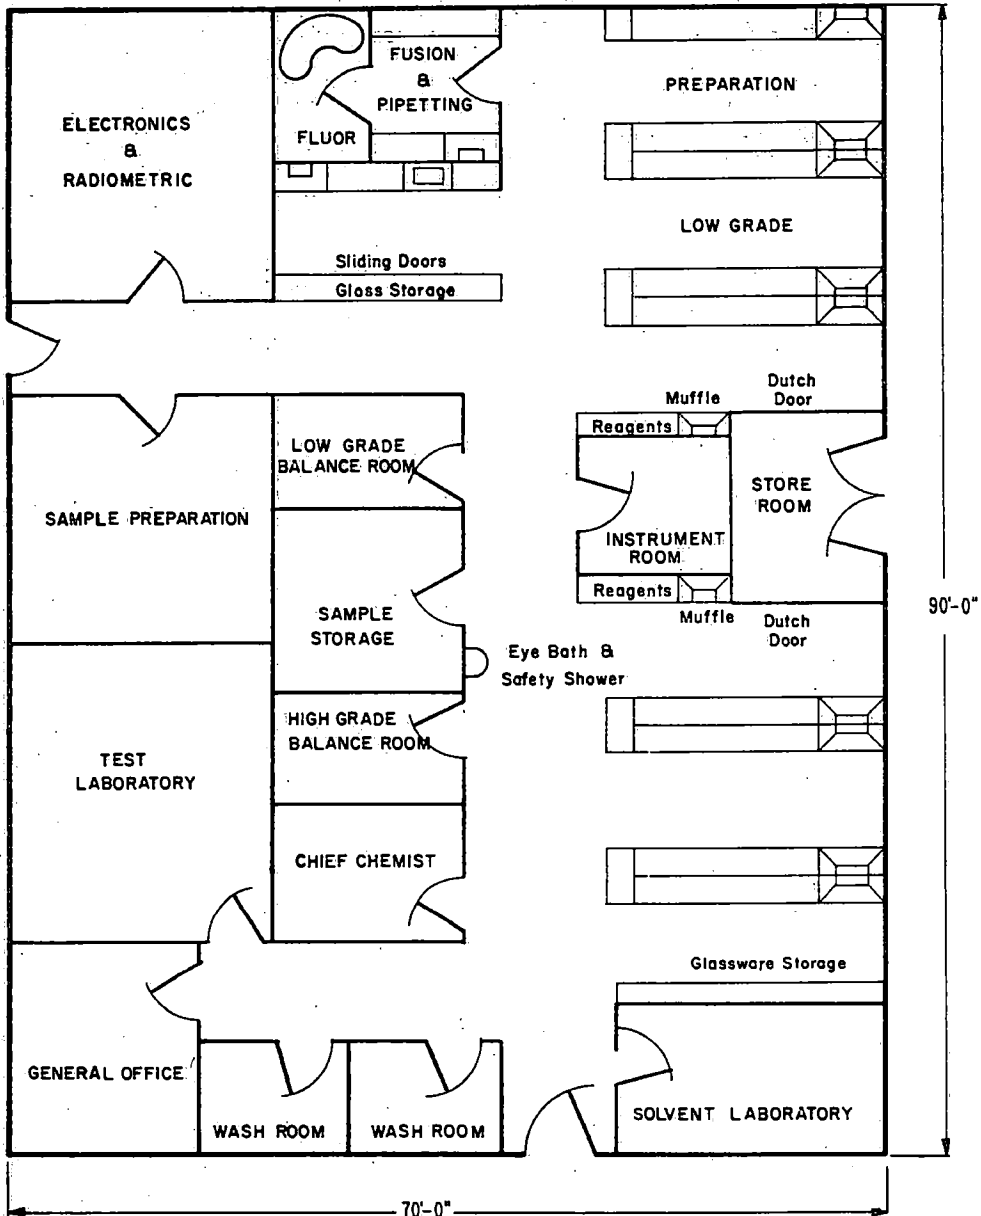 FUSION
&
PIPETTING
PREPARATION
ELECTRONICS
&
RADIOMETRIC
FLUOR
LOW GRADE
Sliding Doors
Glass Storage
Dutch
Door
Muffle
Reagents
LOW GRADE
BALANCE ROOM
STORE
ROOM
SAMPLE PREPARATION
INSTRUMENT
ROOM
Reagents
Muffle
Dutch
Door
90'-0"
SAMPLE
STORAGE
Eye Bath &
Safety Shower
HIGH GRADE
BALANCE ROOM
TEST
LABORATORY
CHIEF CHEMIST
Glassware Storage
GENERAL OFFICE
SOLVENT LABORATORY
WASH ROOM
WASH ROOM
70'-0"